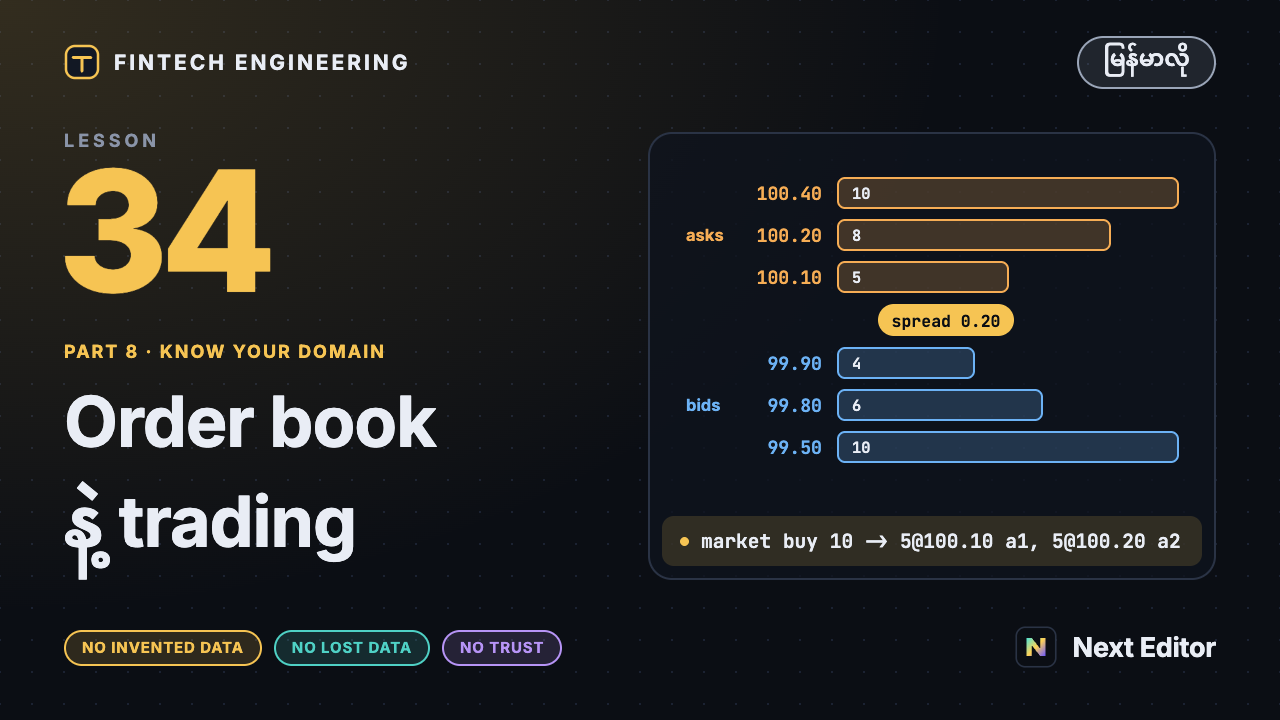 FINTECH ENGINEERING
မြန်မာလို
LESSON
34
PART 8 · KNOW YOUR DOMAIN
Order book
နဲ့ trading
100.40 10
asks 100.20 8
100.10 5
spread 0.20
99.90 4
bids 99.80 6
99.50 10
market buy 10 → 5@100.10 a1, 5@100.20 a2
NO INVENTED DATA
NO LOST DATA
NO TRUST
N Next Editor